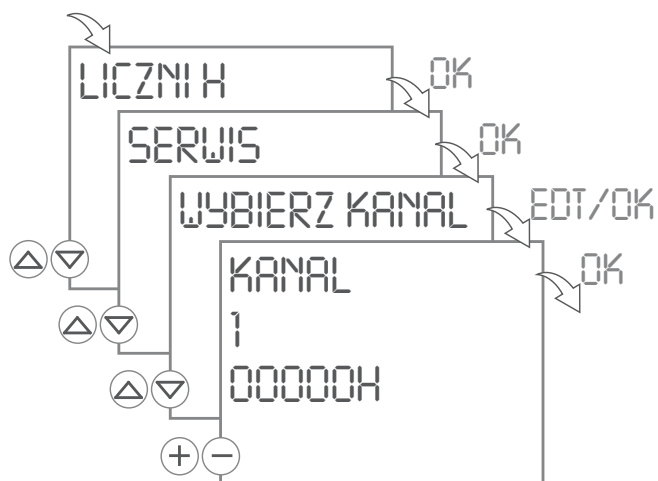 LICZNI H
OK
SERWIS
OK
WYBIERZ KANAL
EDT/OK
KANAL
OK
1
00000H